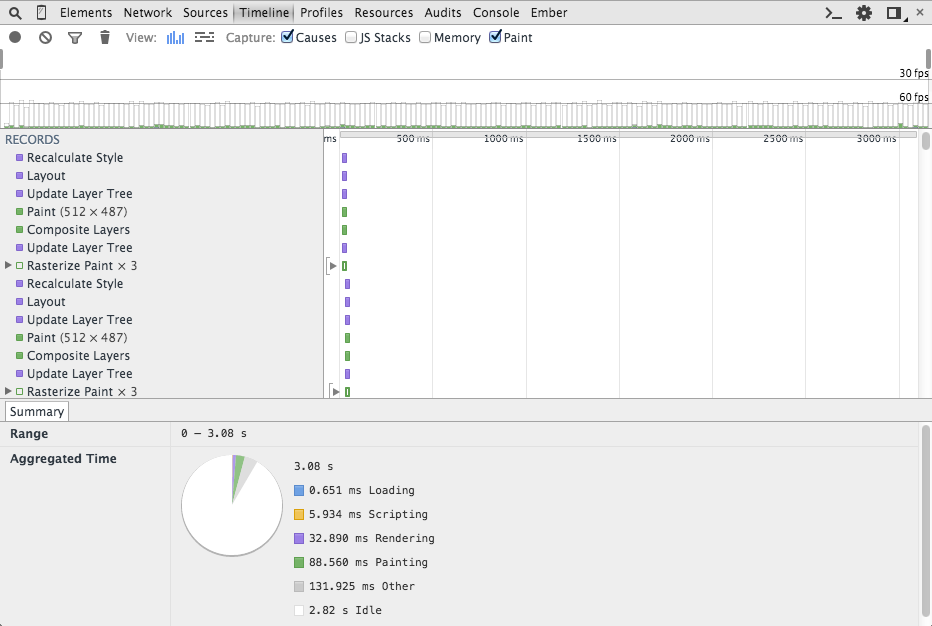 Elements Network Sources Timeline Profiles Resources Audits Console Ember
View: Capture: Causes JS Stacks Memory Paint
30 fps
60 fps
RECORDS ms 500 ms 1000 ms 1500 ms 2000 ms 2500 ms 3000 ms
Recalculate Style
Layout
Update Layer Tree
Paint (512 × 487)
Composite Layers
Update Layer Tree
Rasterize Paint × 3
Recalculate Style
Layout
Update Layer Tree
Paint (512 × 487)
Composite Layers
Update Layer Tree
Rasterize Paint × 3
Summary
Range 0 – 3.08 s
Aggregated Time
3.08 s
0.651 ms Loading
5.934 ms Scripting
32.890 ms Rendering
88.560 ms Painting
131.925 ms Other
2.82 s Idle